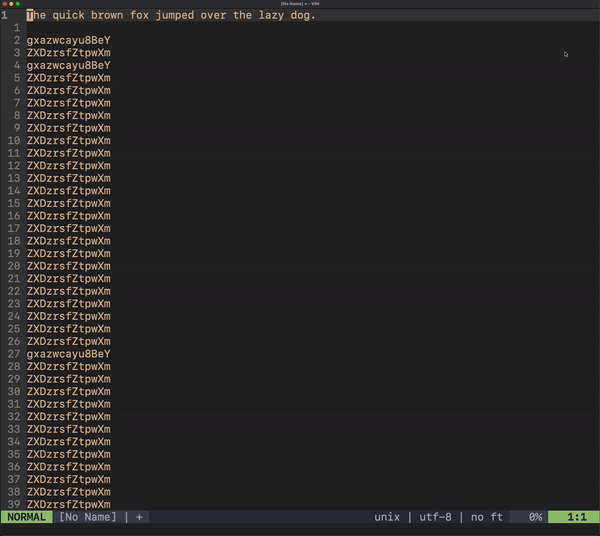 [No Name] + - VIM
1 The quick brown fox jumped over the lazy dog.
1
2 gxazwcayu8BeY
3 ZXDzrsfZtpwXm
4 gxazwcayu8BeY
5 ZXDzrsfZtpwXm
6 ZXDzrsfZtpwXm
7 ZXDzrsfZtpwXm
8 ZXDzrsfZtpwXm
9 ZXDzrsfZtpwXm
10 ZXDzrsfZtpwXm
11 ZXDzrsfZtpwXm
12 ZXDzrsfZtpwXm
13 ZXDzrsfZtpwXm
14 ZXDzrsfZtpwXm
15 ZXDzrsfZtpwXm
16 ZXDzrsfZtpwXm
17 ZXDzrsfZtpwXm
18 ZXDzrsfZtpwXm
19 ZXDzrsfZtpwXm
20 ZXDzrsfZtpwXm
21 ZXDzrsfZtpwXm
22 ZXDzrsfZtpwXm
23 ZXDzrsfZtpwXm
24 ZXDzrsfZtpwXm
25 ZXDzrsfZtpwXm
26 ZXDzrsfZtpwXm
27 gxazwcayu8BeY
28 ZXDzrsfZtpwXm
29 ZXDzrsfZtpwXm
30 ZXDzrsfZtpwXm
31 ZXDzrsfZtpwXm
32 ZXDzrsfZtpwXm
33 ZXDzrsfZtpwXm
34 ZXDzrsfZtpwXm
35 ZXDzrsfZtpwXm
36 ZXDzrsfZtpwXm
37 ZXDzrsfZtpwXm
38 ZXDzrsfZtpwXm
39 ZXDzrsfZtpwXm
NORMAL [No Name] | + unix | utf-8 | no ft 0% 1:1